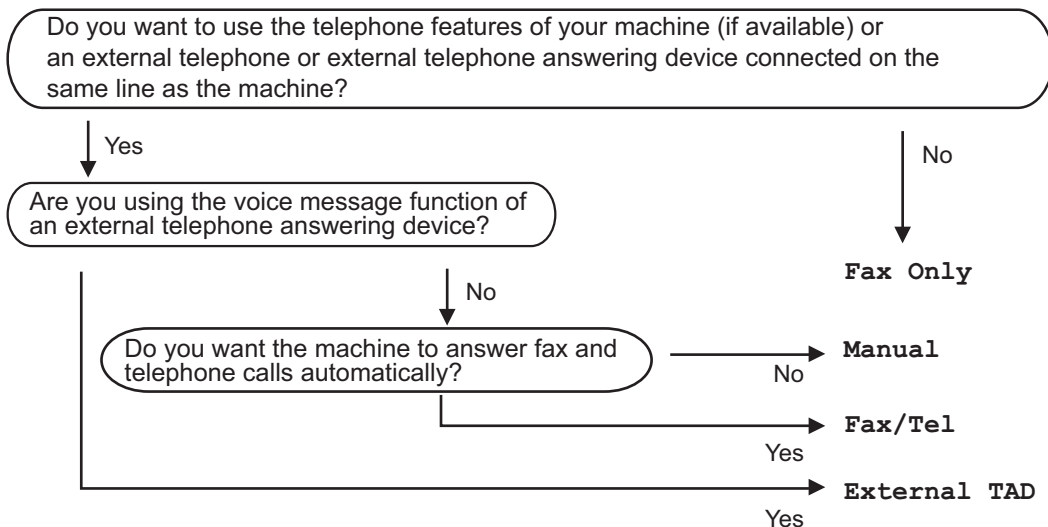 Do you want to use the telephone features of your machine (if available) or
an external telephone or external telephone answering device connected on the
same line as the machine?
Yes
No
Are you using the voice message function of
an external telephone answering device?
Fax Only
No
Do you want the machine to answer fax and
telephone calls automatically?
Manual
No
Fax/Tel
Yes
External TAD
Yes